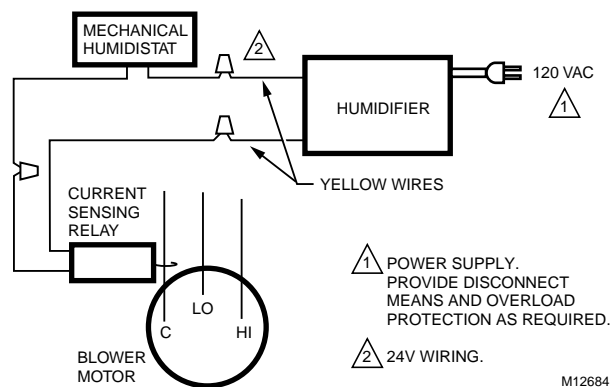 MECHANICAL
HUMIDISTAT
2
120 VAC
1
HUMIDIFIER
YELLOW WIRES
CURRENT
SENSING
RELAY
LO
C
HI
BLOWER
MOTOR
1 POWER SUPPLY.
PROVIDE DISCONNECT
MEANS AND OVERLOAD
PROTECTION AS REQUIRED.
2 24V WIRING.
M12684